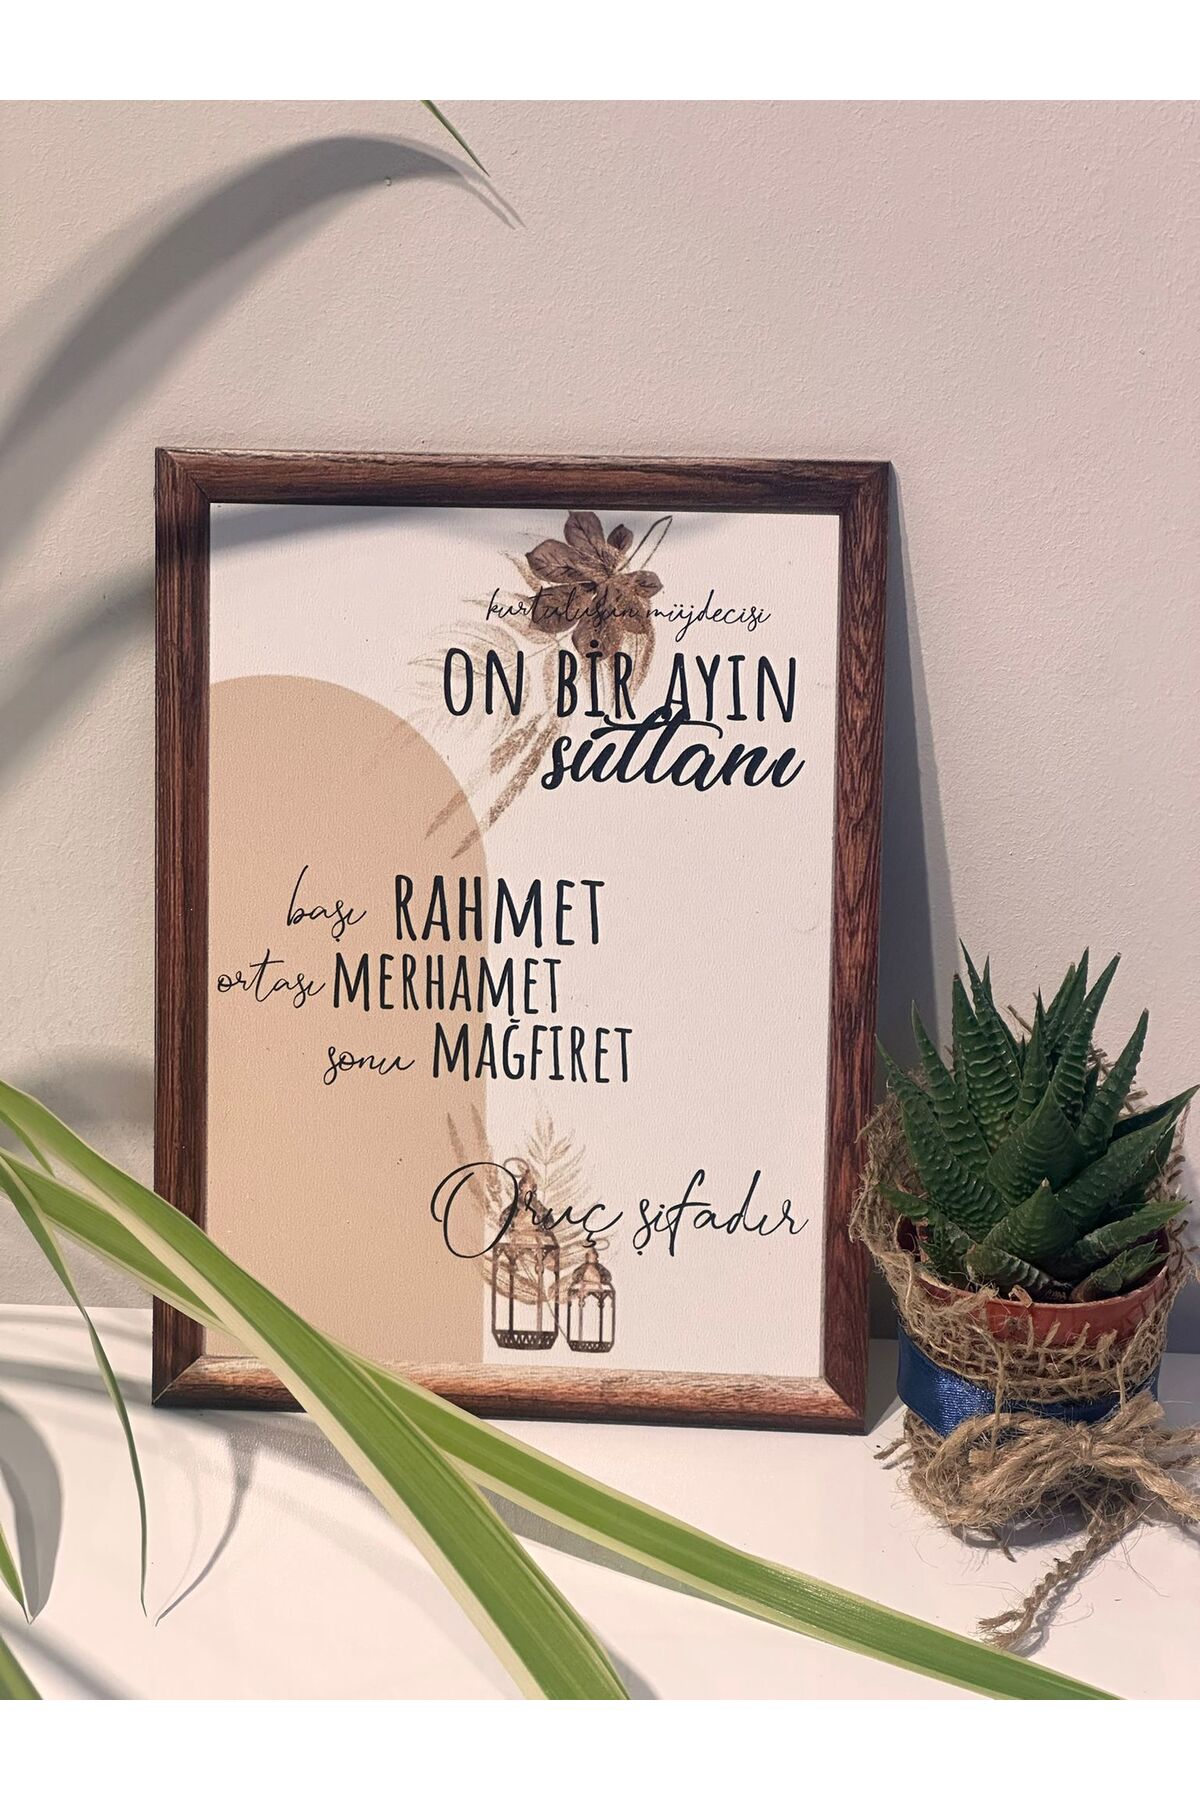 kurtuluşun müjdecisi
ON BİR AYIN
sultanı
başı RAHMET
ortası MERHAMET
sonu MAĞFIRET
Oruç şifadır